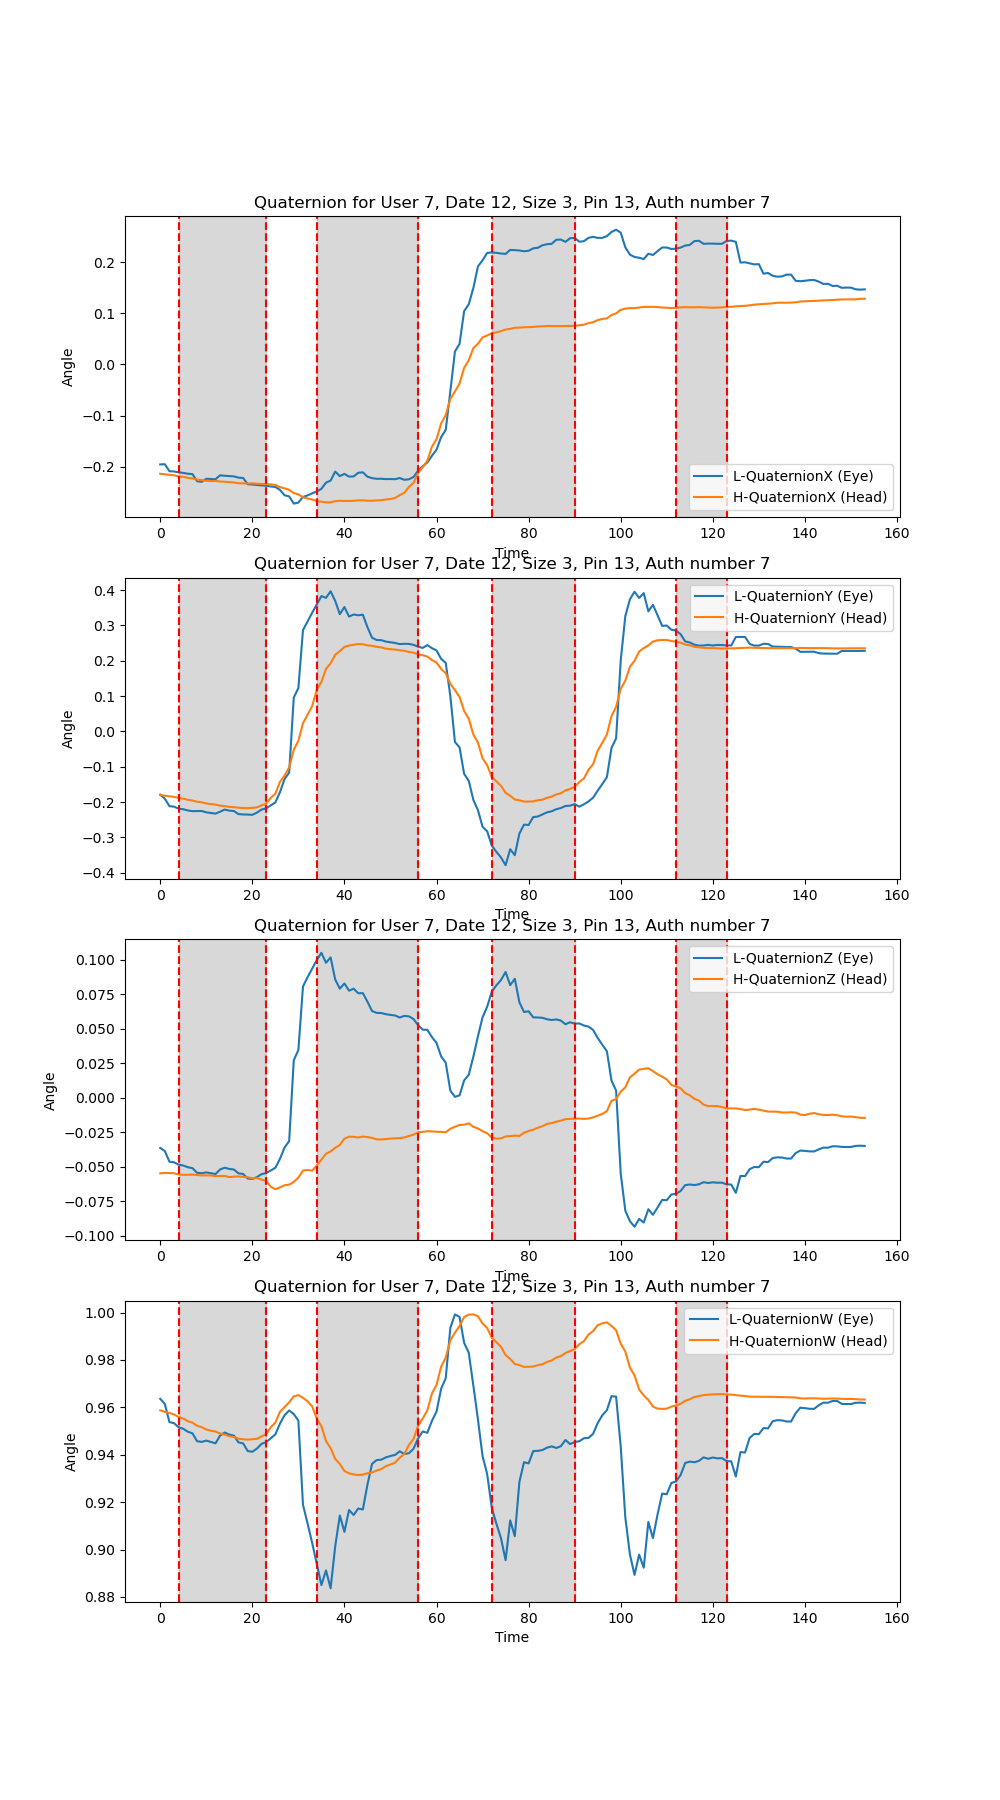 Quaternion for User 7, Date 12, Size 3, Pin 13, Auth number 7
0.2
0.1
0.0
−0.1
−0.2
Angle
L-QuaternionX (Eye)
H-QuaternionX (Head)
0 20 40 60 80 100 120 140 160
Time
Quaternion for User 7, Date 12, Size 3, Pin 13, Auth number 7
0.4
0.3
0.2
0.1
0.0
−0.1
−0.2
−0.3
−0.4
Angle
L-QuaternionY (Eye)
H-QuaternionY (Head)
0 20 40 60 80 100 120 140 160
Time
Quaternion for User 7, Date 12, Size 3, Pin 13, Auth number 7
0.100
0.075
0.050
0.025
0.000
−0.025
−0.050
−0.075
−0.100
Angle
L-QuaternionZ (Eye)
H-QuaternionZ (Head)
0 20 40 60 80 100 120 140 160
Time
Quaternion for User 7, Date 12, Size 3, Pin 13, Auth number 7
1.00
0.98
0.96
0.94
0.92
0.90
0.88
Angle
L-QuaternionW (Eye)
H-QuaternionW (Head)
0 20 40 60 80 100 120 140 160
Time